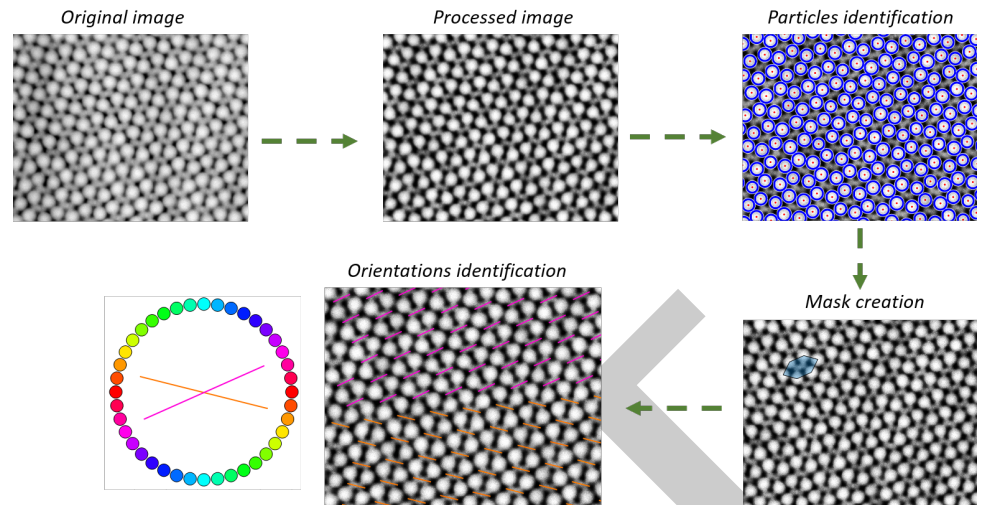 Original image
Processed image
Particles identification
Orientations identification
Mask creation